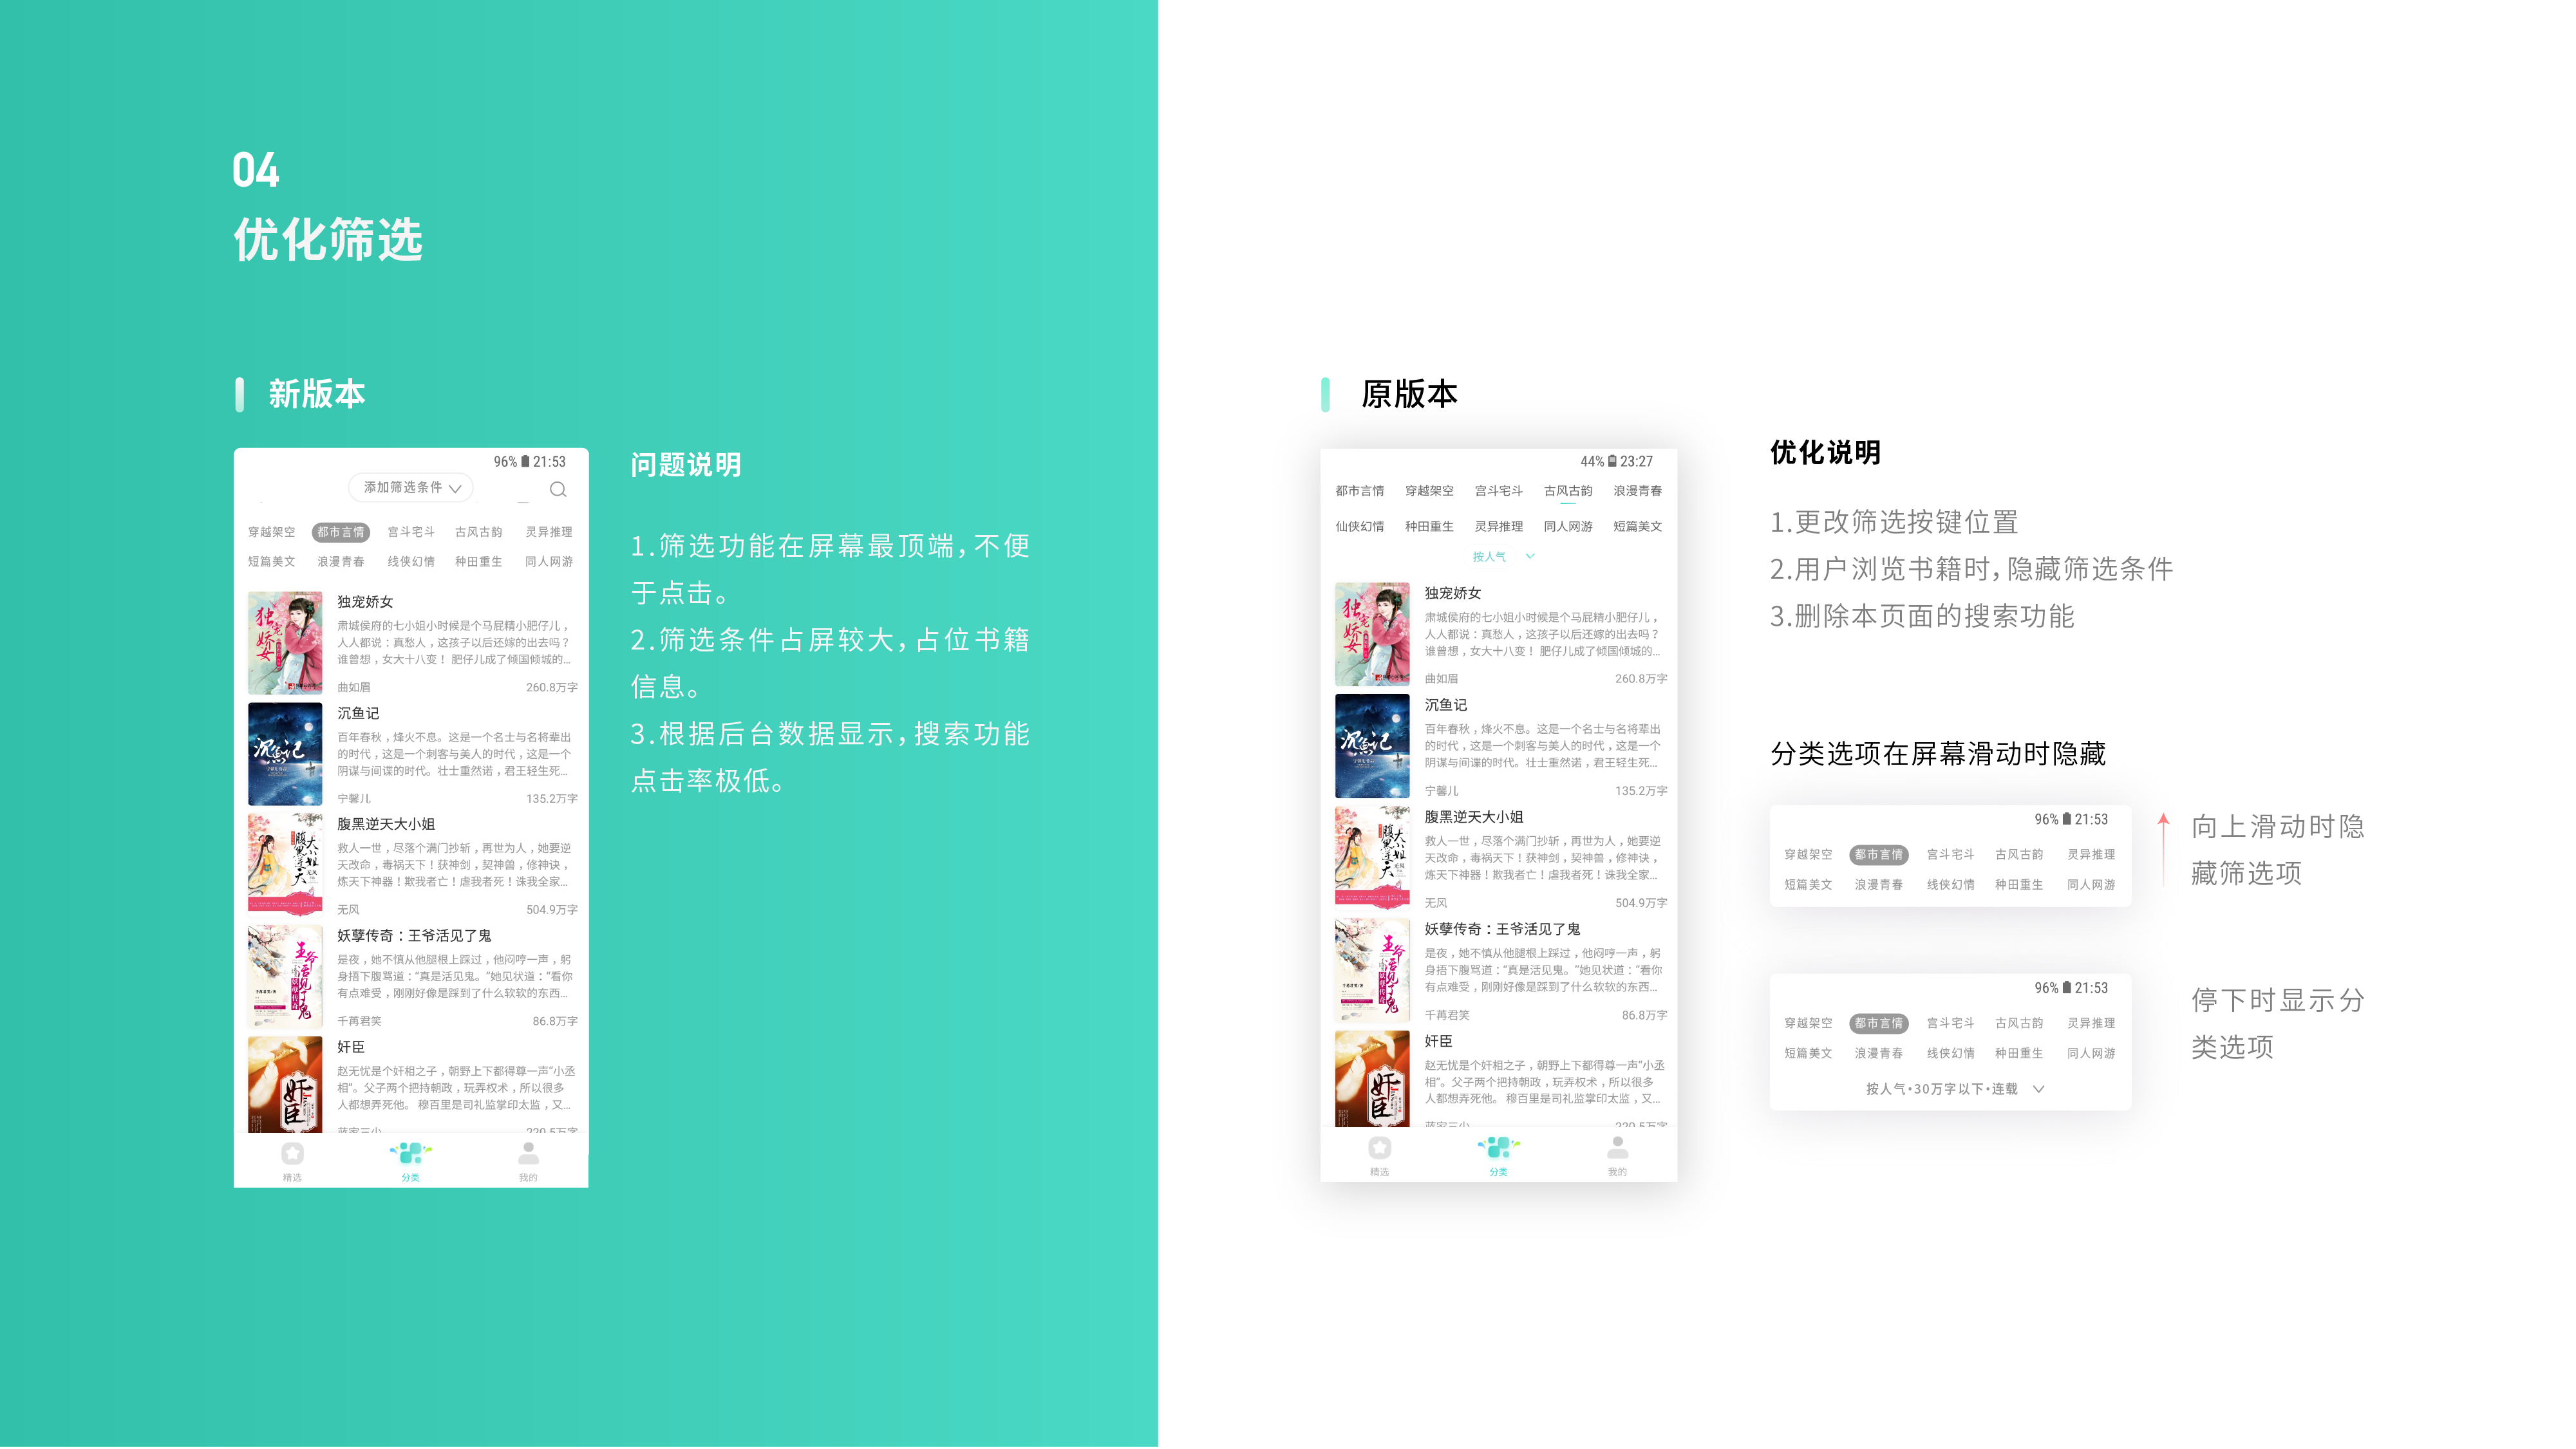 04
优化筛选
新版本
96% 21:53
添加筛选条件
穿越架空 都市言情 宫斗宅斗 古风古韵 灵异推理
短篇美文 浪漫青春 线侠幻情 种田重生 同人网游
独宠娇女
肃城侯府的七小姐小时候是个马屁精小肥仔儿，
人人都说：真愁人，这孩子以后还嫁的出去吗？
谁曾想，女大十八变！ 肥仔儿成了倾国倾城的...
曲如眉 260.8万字
沉鱼记
百年春秋，烽火不息。这是一个名士与名将辈出
的时代，这是一个刺客与美人的时代，这是一个
阴谋与间谍的时代。壮士重然诺，君王轻生死...
宁馨儿 135.2万字
腹黑逆天大小姐
救人一世，尽落个满门抄斩，再世为人，她要逆
天改命，毒祸天下！获神剑，契神兽，修神诀，
炼天下神器！欺我者亡！虐我者死！诛我全家...
无风 504.9万字
妖孽传奇：王爷活见了鬼
是夜，她不慎从他腿根上踩过，他闷哼一声，躬
身捂下腹骂道：“真是活见鬼。”她见状道：“看你
有点难受，刚刚好像是踩到了什么软软的东西...
千苒君笑 86.8万字
奸臣
赵无忧是个奸相之子，朝野上下都得尊一声“小丞
相”。父子两个把持朝政，玩弄权术，所以很多
人都想弄死他。 穆百里是司礼监掌印太监，又...
精选 分类 我的
问题说明
1.筛选功能在屏幕最顶端，不便
于点击。
2.筛选条件占屏较大，占位书籍
信息。
3.根据后台数据显示，搜索功能
点击率极低。
原版本
44% 23:27
都市言情 穿越架空 宫斗宅斗 古风古韵 浪漫青春
仙侠幻情 种田重生 灵异推理 同人网游 短篇美文
按人气
独宠娇女
肃城侯府的七小姐小时候是个马屁精小肥仔儿，
人人都说：真愁人，这孩子以后还嫁的出去吗？
谁曾想，女大十八变！ 肥仔儿成了倾国倾城的...
曲如眉 260.8万字
沉鱼记
百年春秋，烽火不息。这是一个名士与名将辈出
的时代，这是一个刺客与美人的时代，这是一个
阴谋与间谍的时代。壮士重然诺，君王轻生死...
宁馨儿 135.2万字
腹黑逆天大小姐
救人一世，尽落个满门抄斩，再世为人，她要逆
天改命，毒祸天下！获神剑，契神兽，修神诀，
炼天下神器！欺我者亡！虐我者死！诛我全家...
无风 504.9万字
妖孽传奇：王爷活见了鬼
是夜，她不慎从他腿根上踩过，他闷哼一声，躬
身捂下腹骂道：“真是活见鬼。”她见状道：“看你
有点难受，刚刚好像是踩到了什么软软的东西...
千苒君笑 86.8万字
奸臣
赵无忧是个奸相之子，朝野上下都得尊一声“小丞
相”。父子两个把持朝政，玩弄权术，所以很多
人都想弄死他。 穆百里是司礼监掌印太监，又...
精选 分类 我的
优化说明
1.更改筛选按键位置
2.用户浏览书籍时，隐藏筛选条件
3.删除本页面的搜索功能
分类选项在屏幕滑动时隐藏
96% 21:53
穿越架空 都市言情 宫斗宅斗 古风古韵 灵异推理
短篇美文 浪漫青春 线侠幻情 种田重生 同人网游
向上滑动时隐
藏筛选项
96% 21:53
穿越架空 都市言情 宫斗宅斗 古风古韵 灵异推理
短篇美文 浪漫青春 线侠幻情 种田重生 同人网游
按人气•30万字以下•连载
停下时显示分
类选项